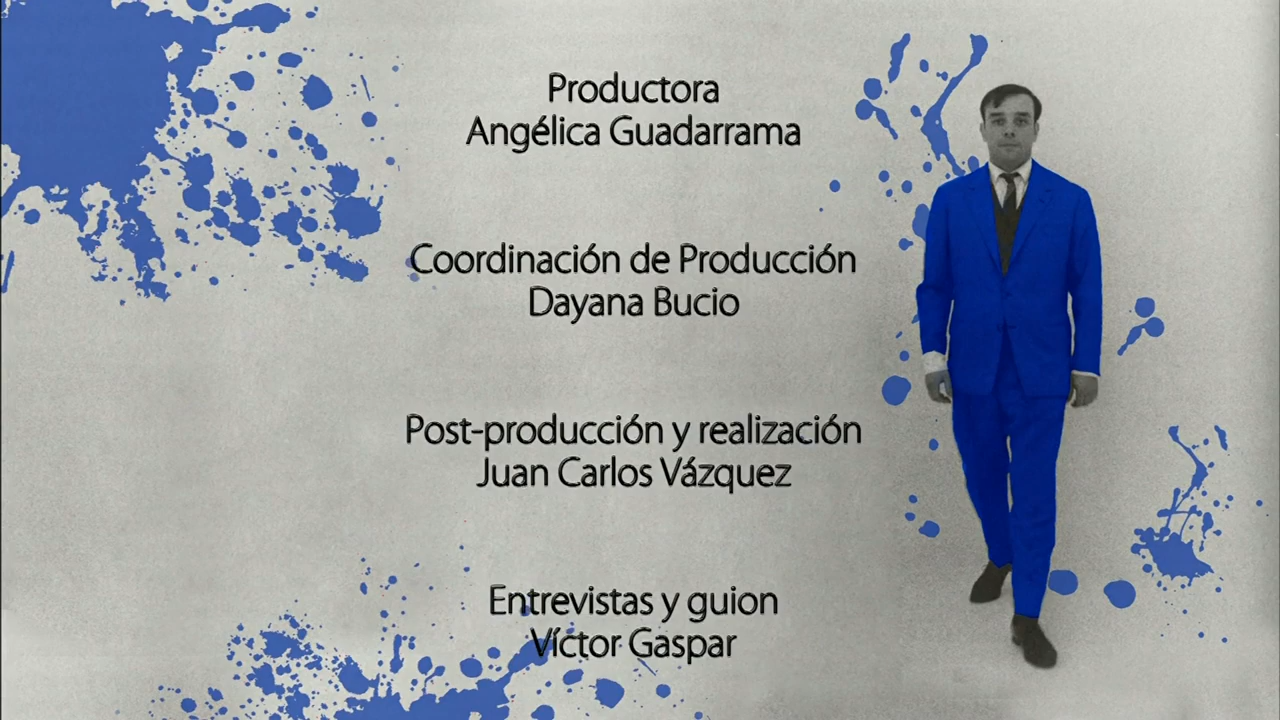 Productora
Angélica Guadarrama
Coordinación de Producción
Dayana Bucio
Post-producción y realización
Juan Carlos Vázquez
Entrevistas y guion
Víctor Gaspar